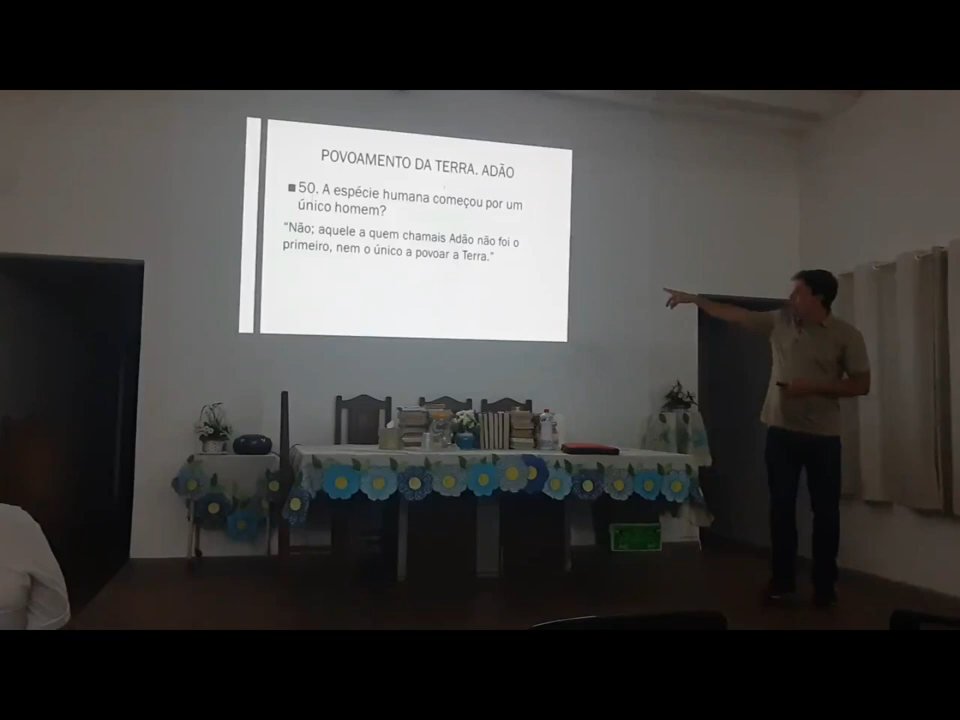 POVOAMENTO DA TERRA. ADÃO
50. A espécie humana começou por um
único homem?
“Não; aquele a quem chamais Adão não foi o
primeiro, nem o único a povoar a Terra.”